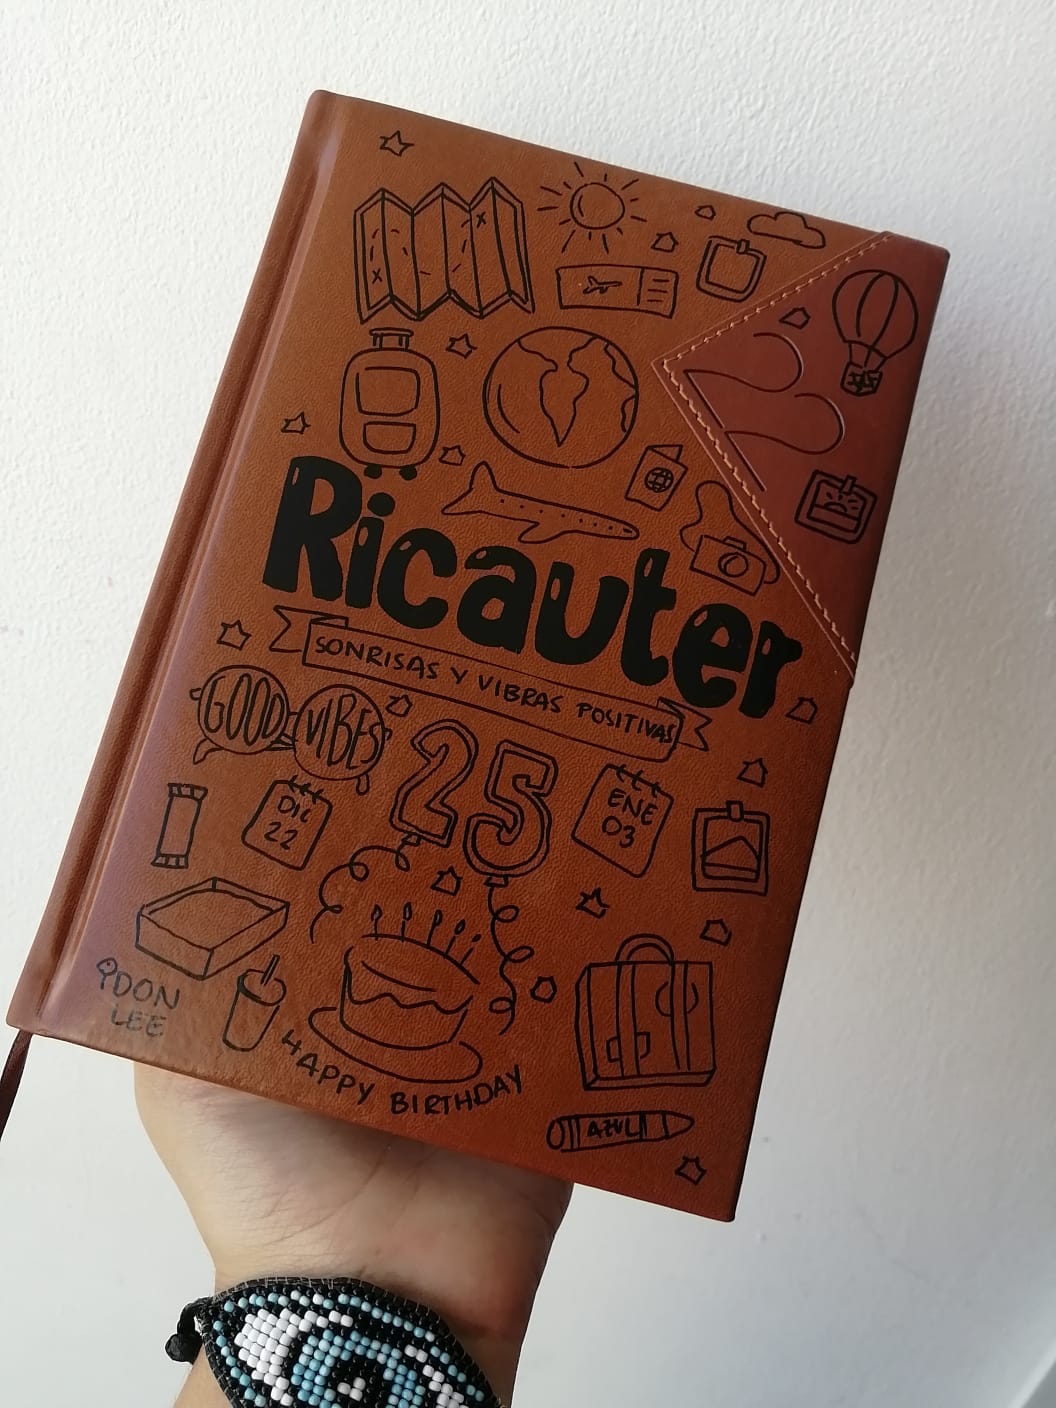 Ricauter
SONRISAS Y VIBRAS POSITIVAS
GOOD VIBES
25
DIC
22
ENE
03
DON
LEE
HAPPY BIRTHDAY
AZUL